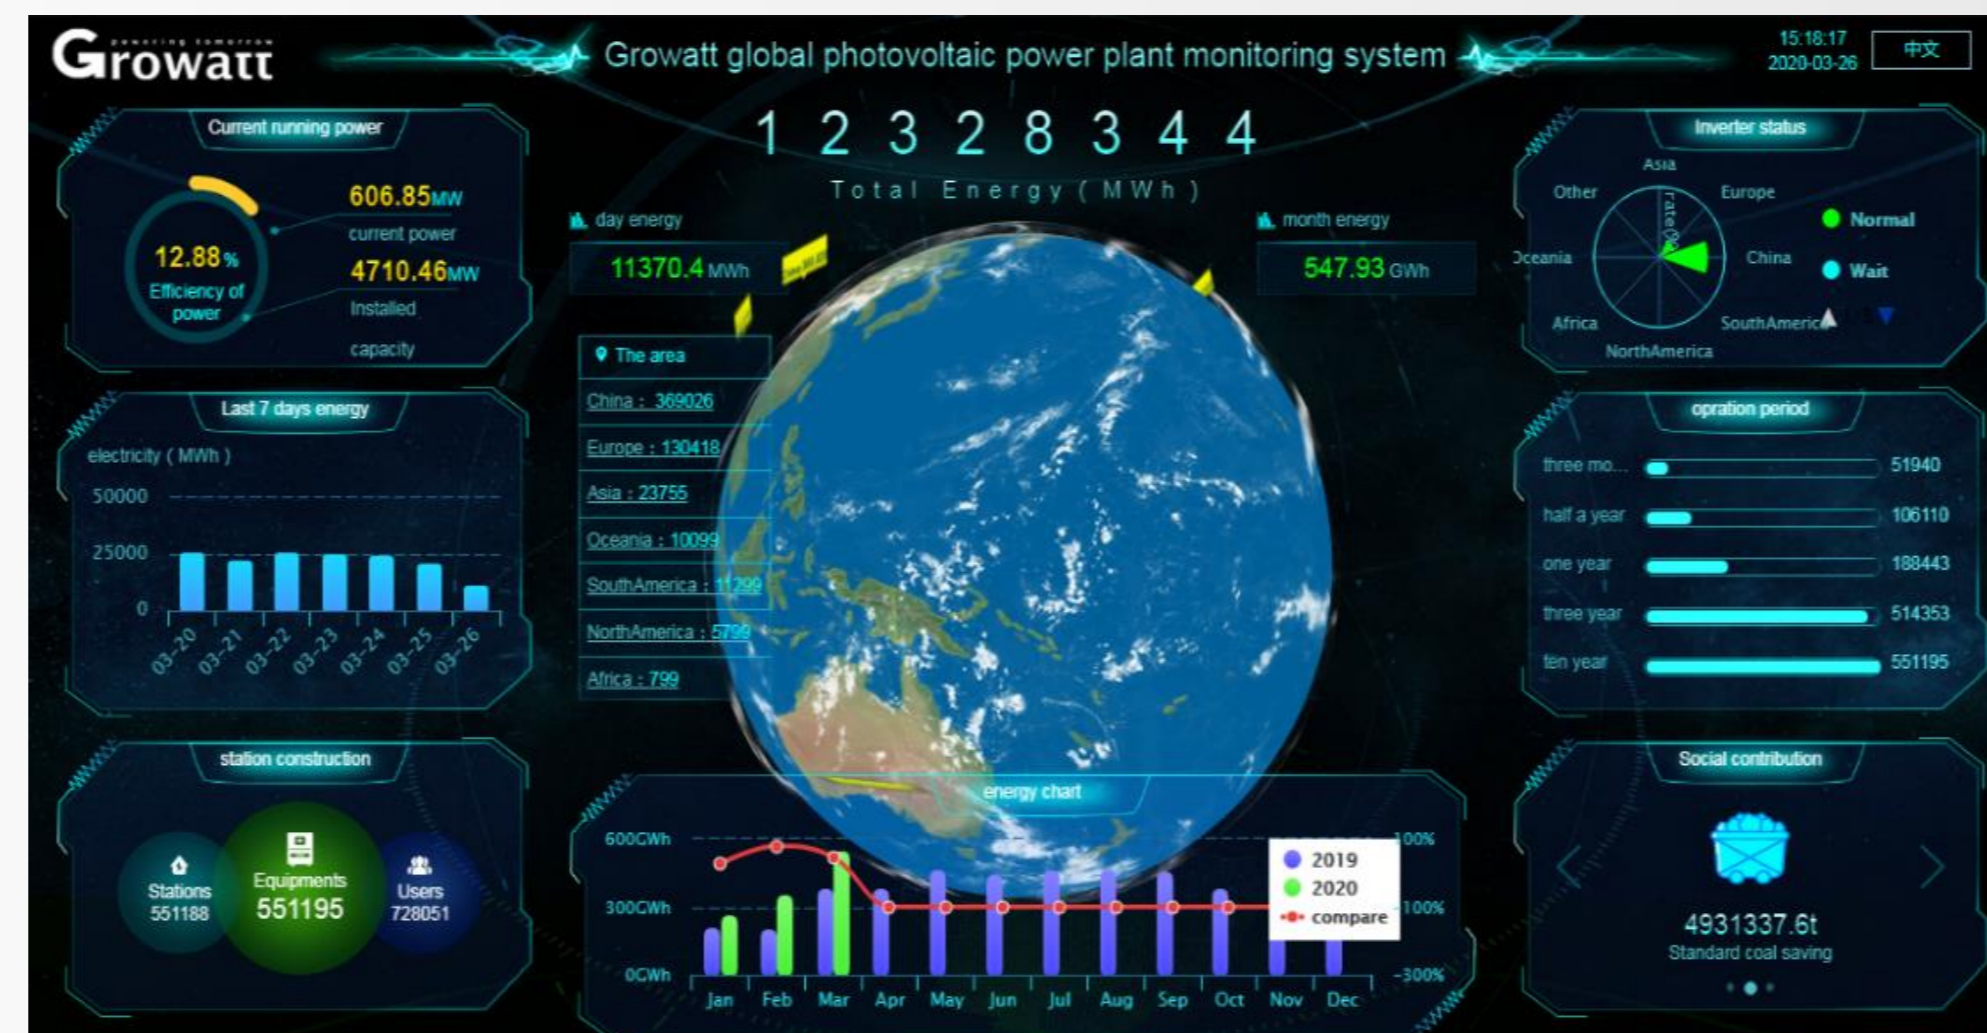 powering tomorrow
Growatt
Growatt global photovoltaic power plant monitoring system
15:18:17
2020-03-26
中文
1 2 3 2 8 3 4 4
Total Energy ( MWh )
Current running power
606.85MW
current power
12.88 %
Efficiency of
power
4710.46MW
Installed
capacity
day energy
11370.4 MWh
month energy
547.93 GWh
Inverter status
Asia
Other
Europe
rate(%
Oceania
China
Africa
SouthAmerica
NorthAmerica
Normal
Wait
Last 7 days energy
electricity ( MWh )
50000
25000
0
03-20
03-21
03-22
03-23
03-24
03-25
03-26
The area
China : 369026
Europe : 130418
Asia : 23755
Oceania : 10099
SouthAmerica : 11299
NorthAmerica : 5799
Africa : 799
opration period
three mo... 51940
half a year 106110
one year 188443
three year 514353
ten year 551195
station construction
Stations
551188
Equipments
551195
Users
728051
energy chart
600GWh
300GWh
0GWh
100%
-100%
-300%
2019
2020
compare
Jan Feb Mar Apr May Jun Jul Aug Sep Oct Nov Dec
Social contribution
4931337.6t
Standard coal saving